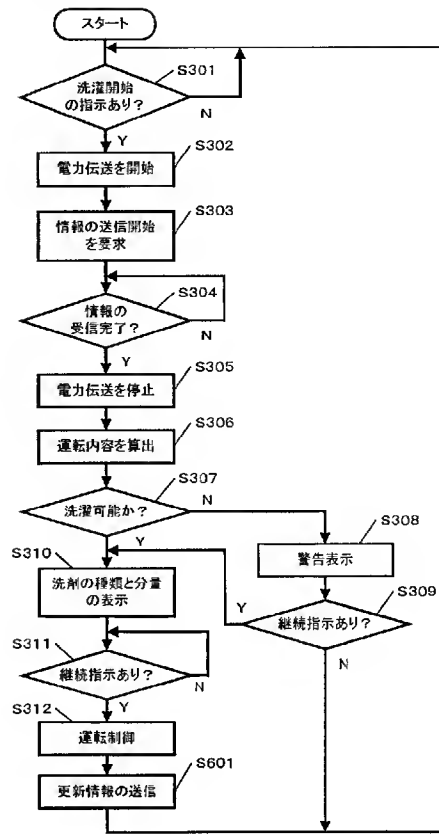 スタート
S301
洗濯開始
の指示あり？
N
Y
S302
電力伝送を開始
S303
情報の送信開始
を要求
S304
情報の
受信完了？
N
Y
S305
電力伝送を停止
S306
運転内容を算出
S307
洗濯可能か？
N
Y
S308
警告表示
S309
継続指示あり？
Y
N
S310
洗剤の種類と分量
の表示
S311
継続指示あり？
N
Y
S312
運転制御
S601
更新情報の送信